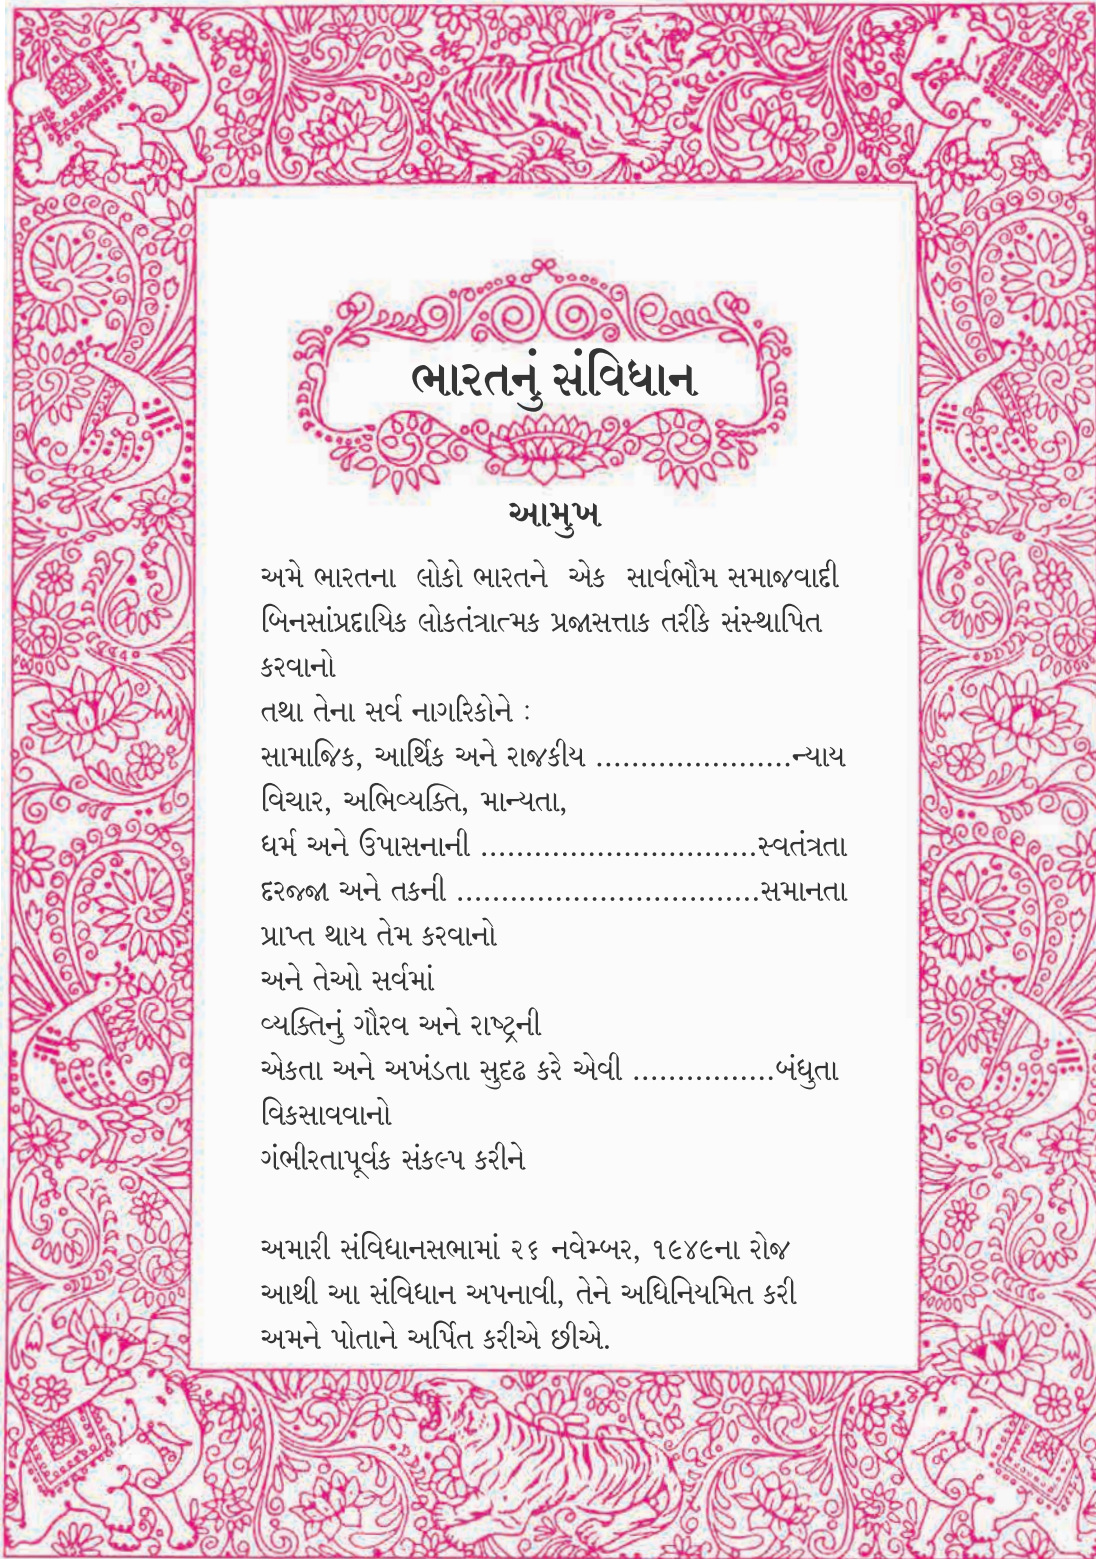 ભારતનું સંવિધાન
આમુખ
અમે ભારતના લોકો ભારતને એક સાર્વભૌમ સમાજવાદી
બિનસાંપ્રદાયિક લોકતંત્રાત્મક પ્રજાસત્તાક તરીકે સંસ્થાપિત
કરવાનો
તથા તેના સર્વ નાગરિકોને :
સામાજિક, આર્થિક અને રાજકીય ......................ન્યાય
વિચાર, અભિવ્યક્તિ, માન્યતા,
ધર્મ અને ઉપાસનાની ...............................સ્વતંત્રતા
દરજ્જા અને તકની ..................................સમાનતા
પ્રાપ્ત થાય તેમ કરવાનો
અને તેઓ સર્વમાં
વ્યક્તિનું ગૌરવ અને રાષ્ટ્રની
એકતા અને અખંડતા સુદઢ કરે એવી ................બંધુતા
વિકસાવવાનો
ગંભીરતાપૂર્વક સંકલ્પ કરીને
અમારી સંવિધાનસભામાં ૨૬ નવેમ્બર, ૧૯૪૯ના રોજ
આથી આ સંવિધાન અપનાવી, તેને અધિનિયમિત કરી
અમને પોતાને અર્પિત કરીએ છીએ.